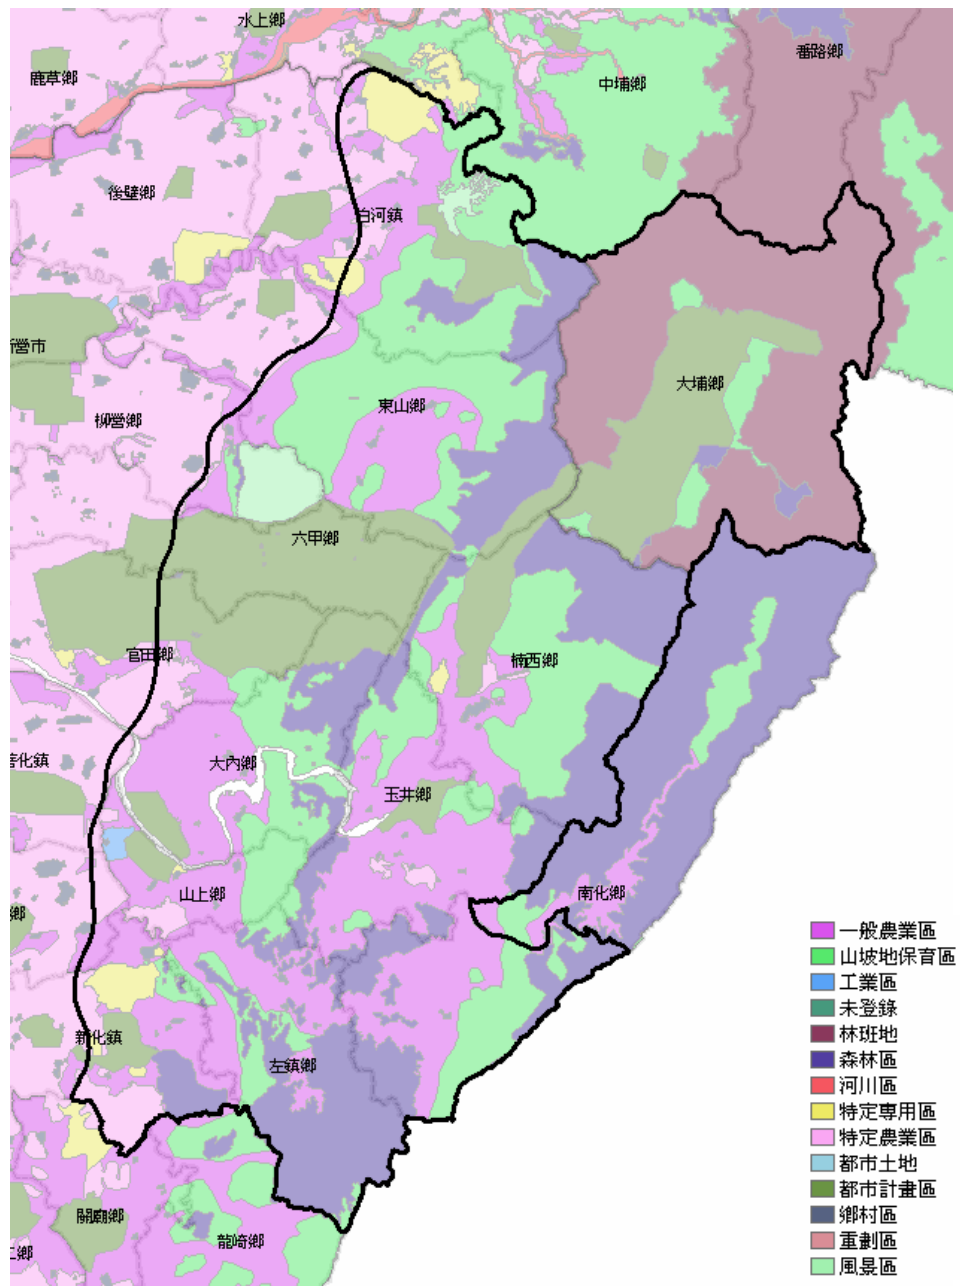 水上鄉
番路鄉
鹿草鄉
中埔鄉
後壁鄉
白河鎮
新營市
大埔鄉
東山鄉
柳營鄉
六甲鄉
官田鄉
楠西鄉
大內鄉
善化鎮
玉井鄉
山上鄉
南化鄉
鄉
新化鎮
左鎮鄉
關廟鄉
龍崎鄉
鄉
一般農業區
山坡地保育區
工業區
未登錄
林班地
森林區
河川區
特定專用區
特定農業區
都市土地
都市計畫區
鄉村區
重劃區
風景區